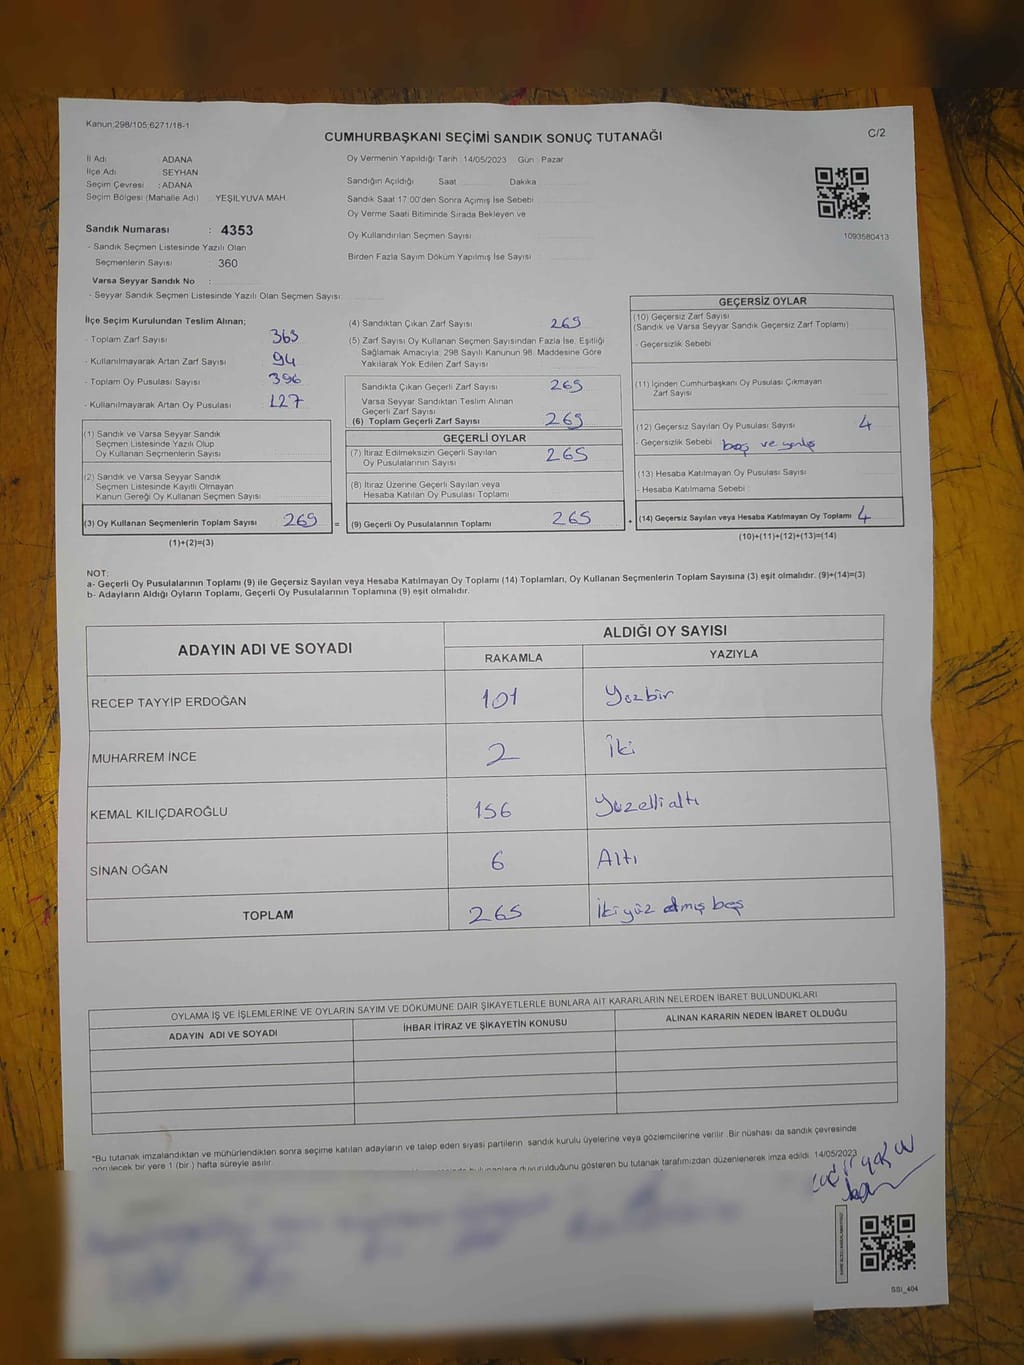 Kanun:298/105;6271/18-1
CUMHURBAŞKANI SEÇİMİ SANDIK SONUÇ TUTANAĞI
C/2
İl Adı ADANA
İlçe Adı SEYHAN
Seçim Çevresi : ADANA
Seçim Bölgesi (Mahalle Adı) YEŞİLYUVA MAH.
Sandık Numarası : 4353
- Sandık Seçmen Listesinde Yazılı Olan
Seçmenlerin Sayısı : 360
Varsa Seyyar Sandık No :
- Seyyar Sandık Seçmen Listesinde Yazılı Olan Seçmen Sayısı:
Oy Vermenin Yapıldığı Tarih : 14/05/2023 Gün : Pazar
Sandığın Açıldığı Saat Dakika
Sandık Saat 17:00'den Sonra Açımış İse Sebebi
Oy Verme Saati Bitiminde Sırada Bekleyen ve
Oy Kullandırılan Seçmen Sayısı
Birden Fazla Sayım Döküm Yapılmış İse Sayısı :
1093580413
İlçe Seçim Kurulundan Teslim Alınan;
- Toplam Zarf Sayısı 363
- Kullanılmayarak Artan Zarf Sayısı 94
- Toplam Oy Pusulası Sayısı 396
- Kullanılmayarak Artan Oy Pusulası 127
(1) Sandık ve Varsa Seyyar Sandık
Seçmen Listesinde Yazılı Olup
Oy Kullanan Seçmenlerin Sayısı
(2) Sandık ve Varsa Seyyar Sandık
Seçmen Listesinde Kayıtlı Olmayan
Kanun Gereği Oy Kullanan Seçmen Sayısı
(3) Oy Kullanan Seçmenlerin Toplam Sayısı 269 =
(1)+(2)=(3)
(4) Sandıktan Çıkan Zarf Sayısı 269
(5) Zarf Sayısı Oy Kullanan Seçmen Sayısından Fazla İse, Eşitliği
Sağlamak Amacıyla; 298 Sayılı Kanunun 98. Maddesine Göre
Yakılarak Yok Edilen Zarf Sayısı
Sandıkta Çıkan Geçerli Zarf Sayısı 269
Varsa Seyyar Sandıktan Teslim Alınan
Geçerli Zarf Sayısı
(6) Toplam Geçerli Zarf Sayısı 269
GEÇERLİ OYLAR
(7) İtiraz Edilmeksizin Geçerli Sayılan
Oy Pusulalarının Sayısı 265
(8) İtiraz Üzerine Geçerli Sayılan veya
Hesaba Katılan Oy Pusulası Toplamı
(9) Geçerli Oy Pusulalarının Toplamı 265 +
GEÇERSİZ OYLAR
(10) Geçersiz Zarf Sayısı
(Sandık ve Varsa Seyyar Sandık Geçersiz Zarf Toplamı)
- Geçersizlik Sebebi
(11) İçinden Cumhurbaşkanı Oy Pusulası Çıkmayan
Zarf Sayısı
(12) Geçersiz Sayılan Oy Pusulası Sayısı 4
- Geçersizlik Sebebi boş ve yanlış
(13) Hesaba Katılmayan Oy Pusulası Sayısı
- Hesaba Katılmama Sebebi :
(14) Geçersiz Sayılan veya Hesaba Katılmayan Oy Toplamı 4
(10)+(11)+(12)+(13)=(14)
NOT:
a- Geçerli Oy Pusulalarının Toplamı (9) ile Geçersiz Sayılan veya Hesaba Katılmayan Oy Toplamı (14) Toplamları, Oy Kullanan Seçmenlerin Toplam Sayısına (3) eşit olmalıdır. (9)+(14)=(3)
b- Adayların Aldığı Oyların Toplamı, Geçerli Oy Pusulalarının Toplamına (9) eşit olmalıdır.
ADAYIN ADI VE SOYADI ALDIĞI OY SAYISI
RAKAMLA YAZIYLA
RECEP TAYYİP ERDOĞAN 101 Yüzbir
MUHARREM İNCE 2 İki
KEMAL KILIÇDAROĞLU 156 Yüzellialtı
SİNAN OĞAN 6 Altı
TOPLAM 265 İkiyüz atmış beş
OYLAMA İŞ VE İŞLEMLERİNE VE OYLARIN SAYIM VE DÖKÜMÜNE DAİR ŞİKAYETLERLE BUNLARA AİT KARARLARIN NELERDEN İBARET BULUNDUKLARI
ADAYIN ADI VE SOYADI İHBAR İTİRAZ VE ŞİKAYETİN KONUSU ALINAN KARARIN NEDEN İBARET OLDUĞU
*Bu tutanak imzalandıktan ve mühürlendikten sonra seçime katılan adayların ve talep eden siyasi partilerin sandık kurulu üyelerine veya gözlemcilerine verilir. Bir nüshası da sandık çevresinde
görülecek bir yere 1 (bir ) hafta süreyle asılır.
bulunanlara duyurulduğunu gösteren bu tutanak tarafımızdan düzenlenerek imza edildi. 14/05/2023
GSI_404